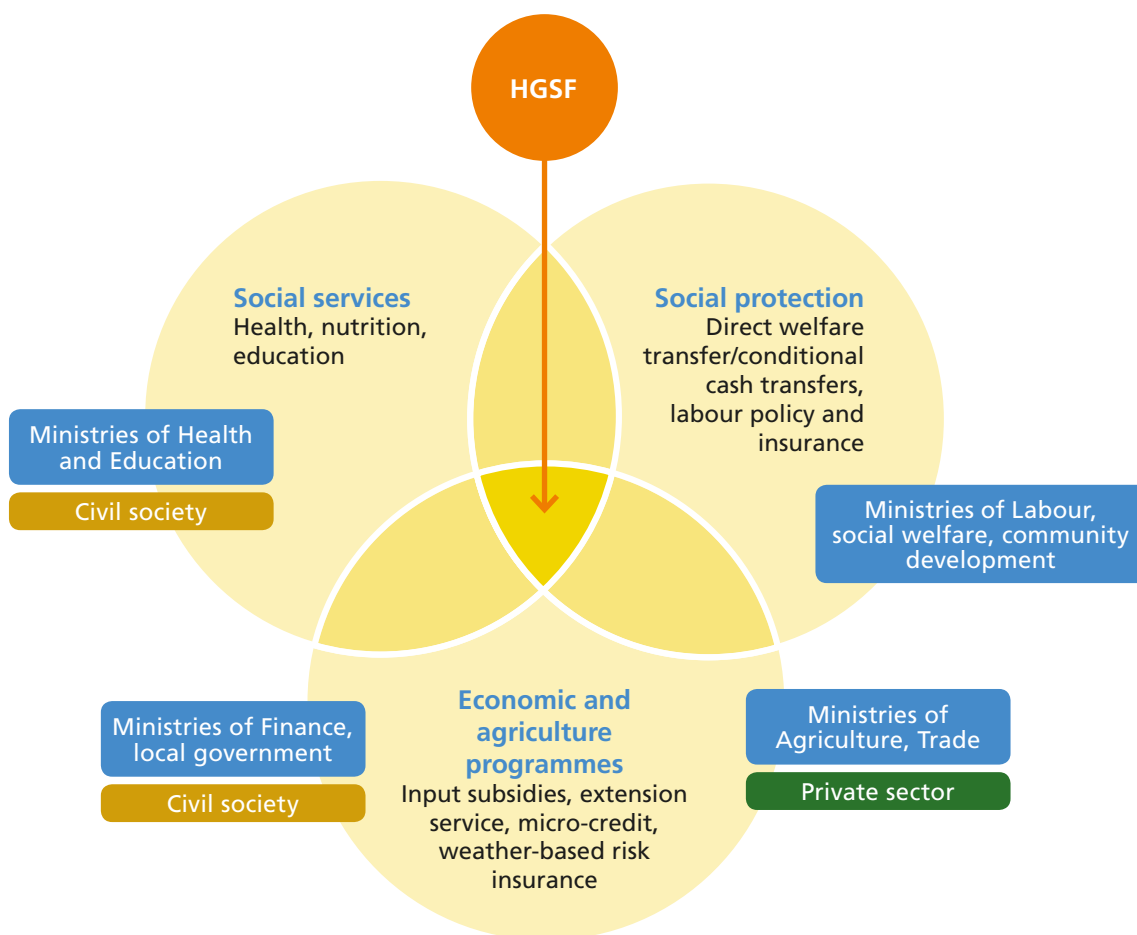 HGSF
Social services
Health, nutrition,
education
Social protection
Direct welfare
transfer/conditional
cash transfers,
labour policy and
insurance
Ministries of Health
and Education
Civil society
Ministries of Labour,
social welfare, community
development
Economic and
agriculture
programmes
Input subsidies, extension
service, micro-credit,
weather-based risk
insurance
Ministries of Finance,
local government
Civil society
Ministries of
Agriculture, Trade
Private sector